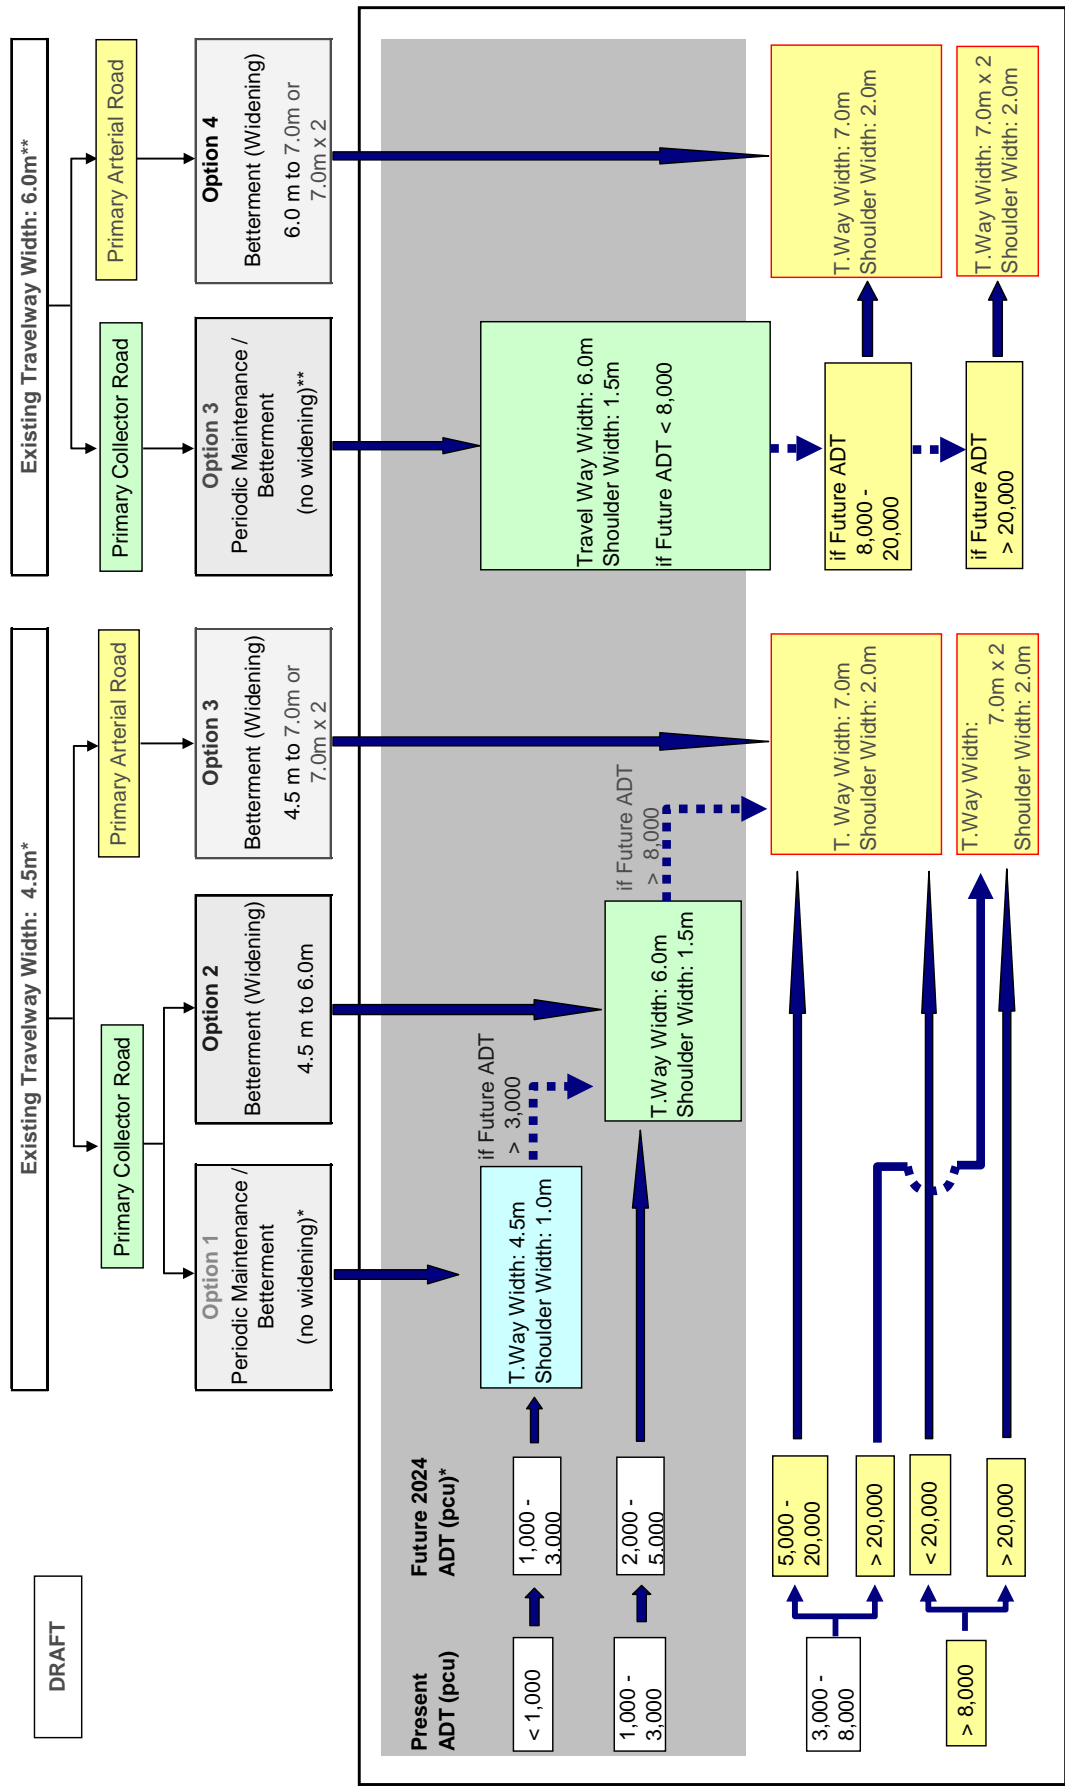 DRAFT
Existing Travelway Width:  4.5m*
Existing Travelway Width: 6.0m**
Primary Collector Road
Primary Arterial Road
Primary Collector Road
Primary Arterial Road
Option 1
Periodic Maintenance /
Betterment
(no widening)*
Option 2
Betterment (Widening)
4.5 m to 6.0m
Option 3
Betterment (Widening)
4.5 m to 7.0m or
7.0m x 2
Option 3
Periodic Maintenance /
Betterment
(no widening)**
Option 4
Betterment (Widening)
6.0 m to 7.0m or
7.0m x 2
Present
ADT (pcu)
Future 2024
ADT (pcu)*
< 1,000
1,000 -
3.000
T.Way Width: 4.5m
Shoulder Width: 1.0m
if Future ADT
> 3,000
1,000 -
3,000
2,000 -
5.000
T.Way Width: 6.0m
Shoulder Width: 1.5m
if Future ADT
> 8,000
Travel Way Width: 6.0m
Shoulder Width: 1.5m
if Future ADT < 8,000
3,000 -
8,000
5,000 -
20,000
> 20,000
T. Way Width: 7.0m
Shoulder Width: 2.0m
if Future ADT
8,000 -
20,000
T.Way Width: 7.0m
Shoulder Width: 2.0m
> 8,000
< 20,000
> 20,000
T.Way Width:
7.0m x 2
Shoulder Width: 2.0m
if Future ADT
> 20,000
T.Way Width: 7.0m x 2
Shoulder Width: 2.0m